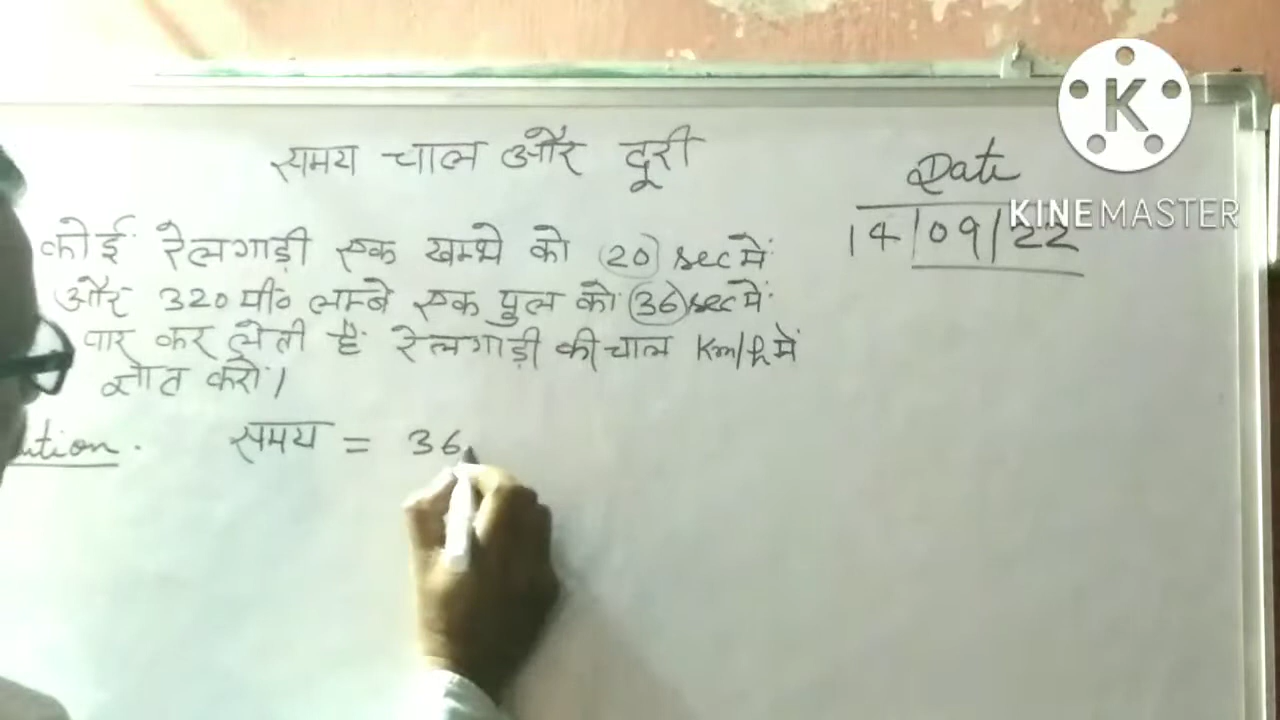 समय चाल और दूरी
Date
14/09/22
K
KINEMASTER
कोई रेलगाड़ी एक खम्भे को 20 sec में
और 320 मी० लम्बे एक पुल को 36 sec में
पार कर लेती है रेलगाड़ी की चाल Km/h में
ज्ञात करो।
ution. समय = 36